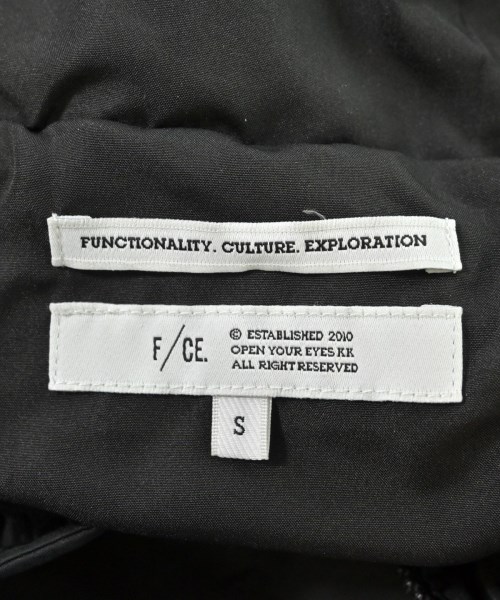 FUNCTIONALITY. CULTURE. EXPLORATION
F/CE.
© ESTABLISHED 2010
OPEN YOUR EYES KK
ALL RIGHT RESERVED
S